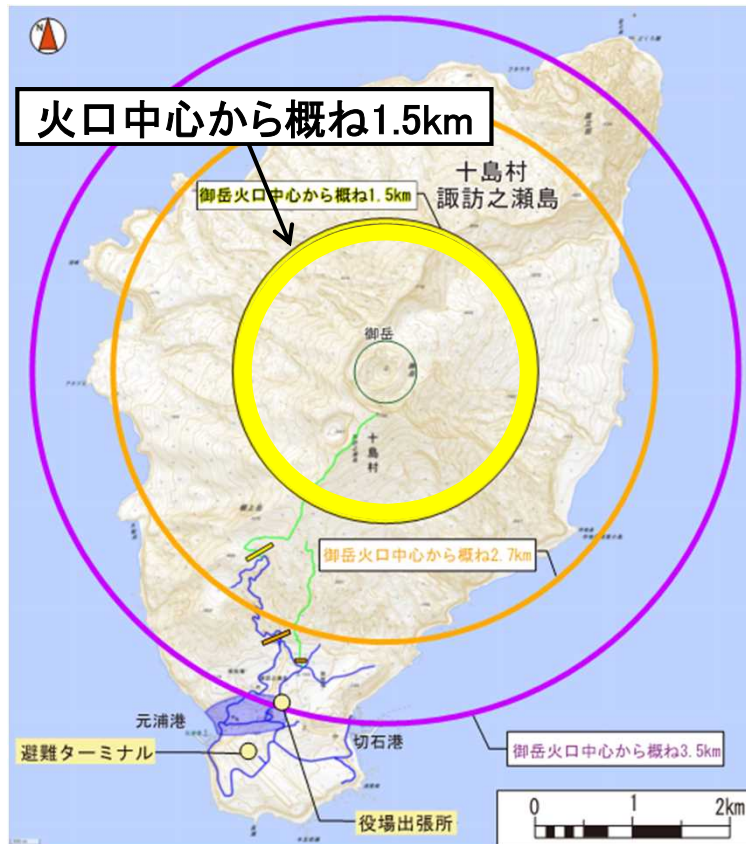 N
火口中心から概ね1.5km
十島村
諏訪之瀬島
御岳火口中心から概ね1.5km
御岳
十島村
御岳火口中心から概ね2.7km
元浦港
切石港
避難ターミナル
御岳火口中心から概ね3.5km
役場出張所
0 1 2km